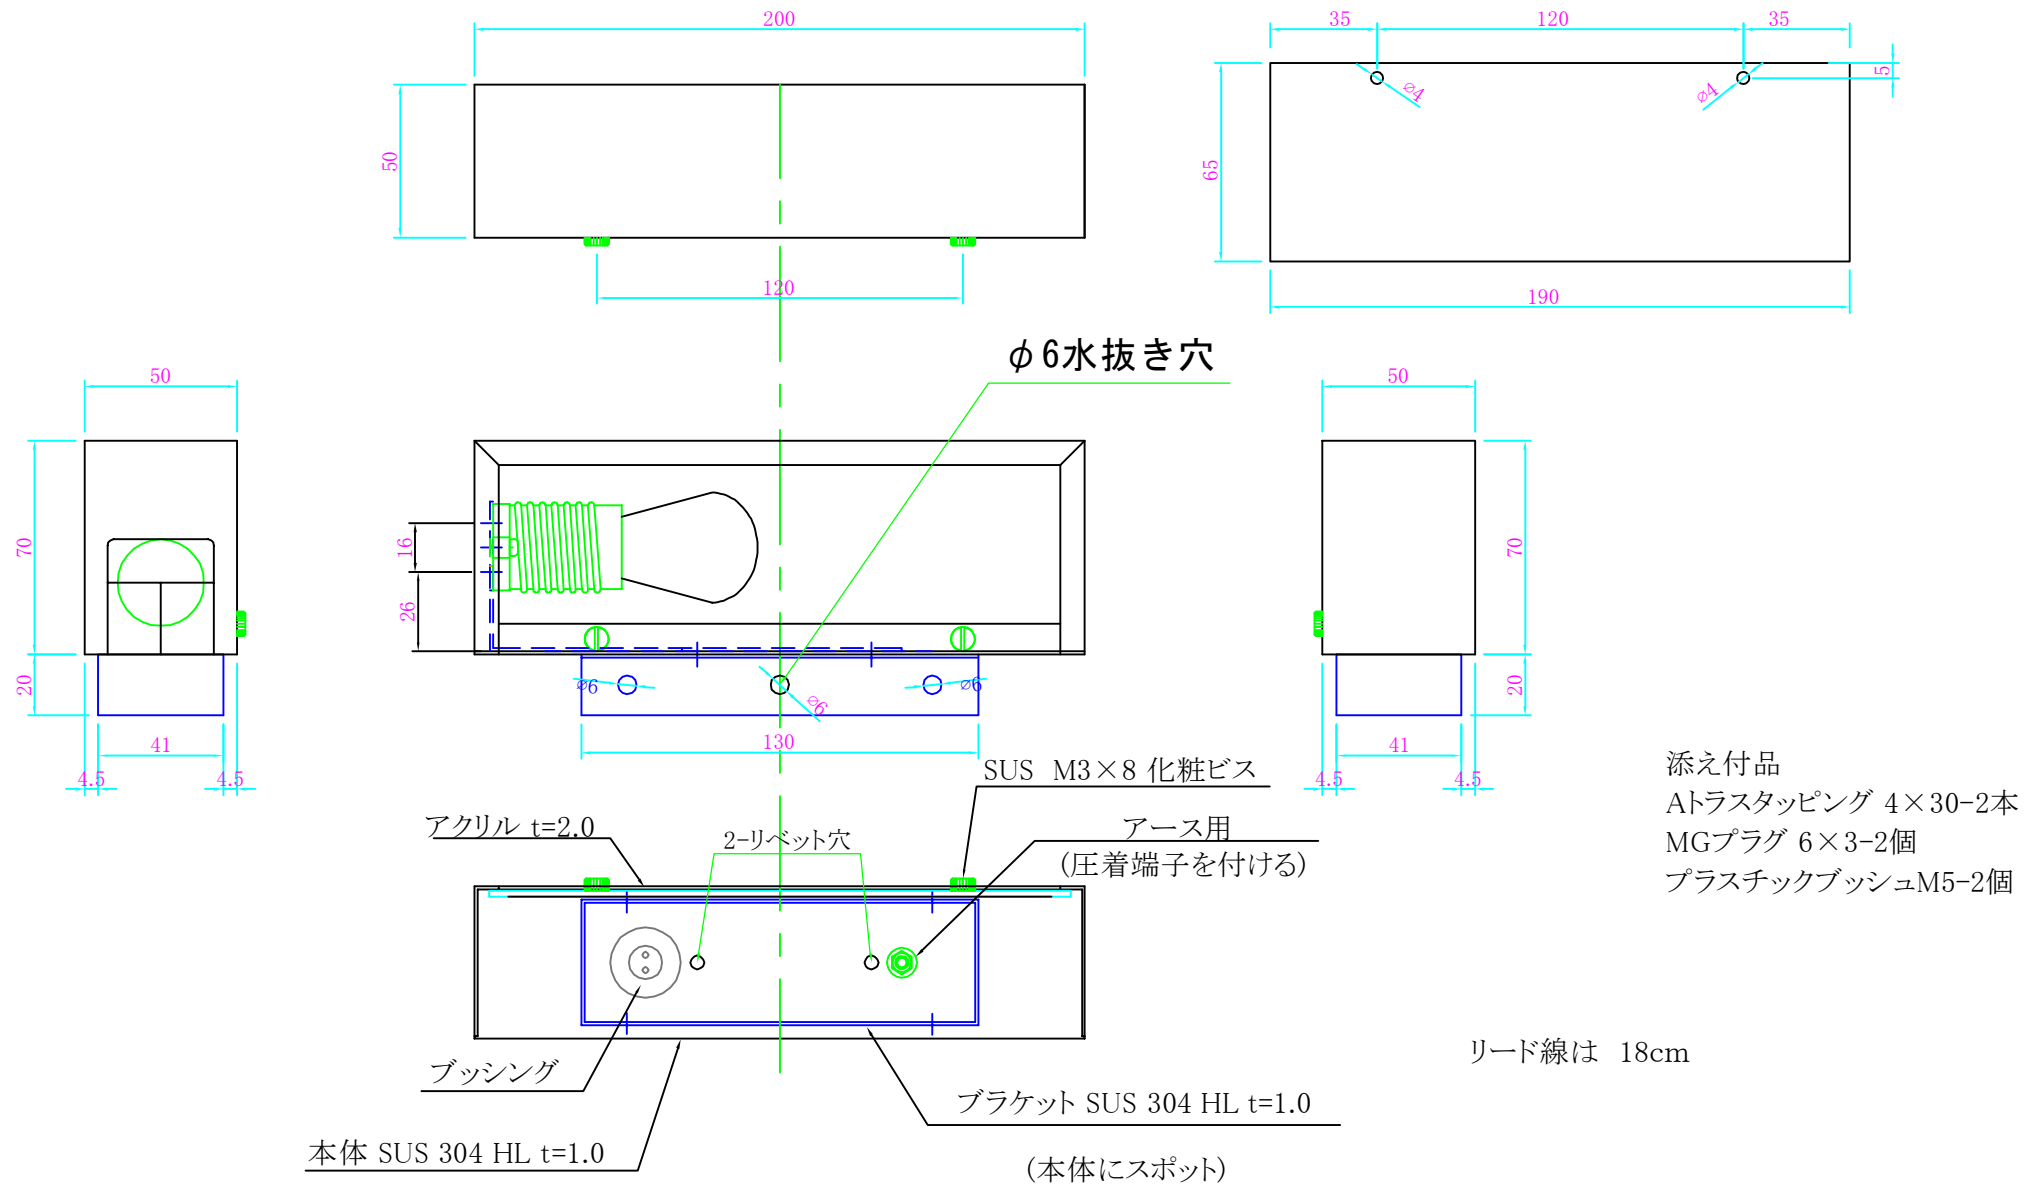 200
35
120
35
5
⌀4
⌀4
50
65
120
190
φ6水抜き穴
50
50
70
16
26
70
⌀6
⌀6
⌀6
20
20
41
4.5
4.5
130
41
4.5
4.5
SUS M3×8 化粧ビス
アクリル t=2.0
2-リベット穴
アース用
(圧着端子を付ける)
添え付品
Aトラスタッピング 4×30-2本
MGプラグ 6×3-2個
プラスチックブッシュM5-2個
リード線は 18cm
ブッシング
ブラケット SUS 304 HL t=1.0
本体 SUS 304 HL t=1.0
(本体にスポット)